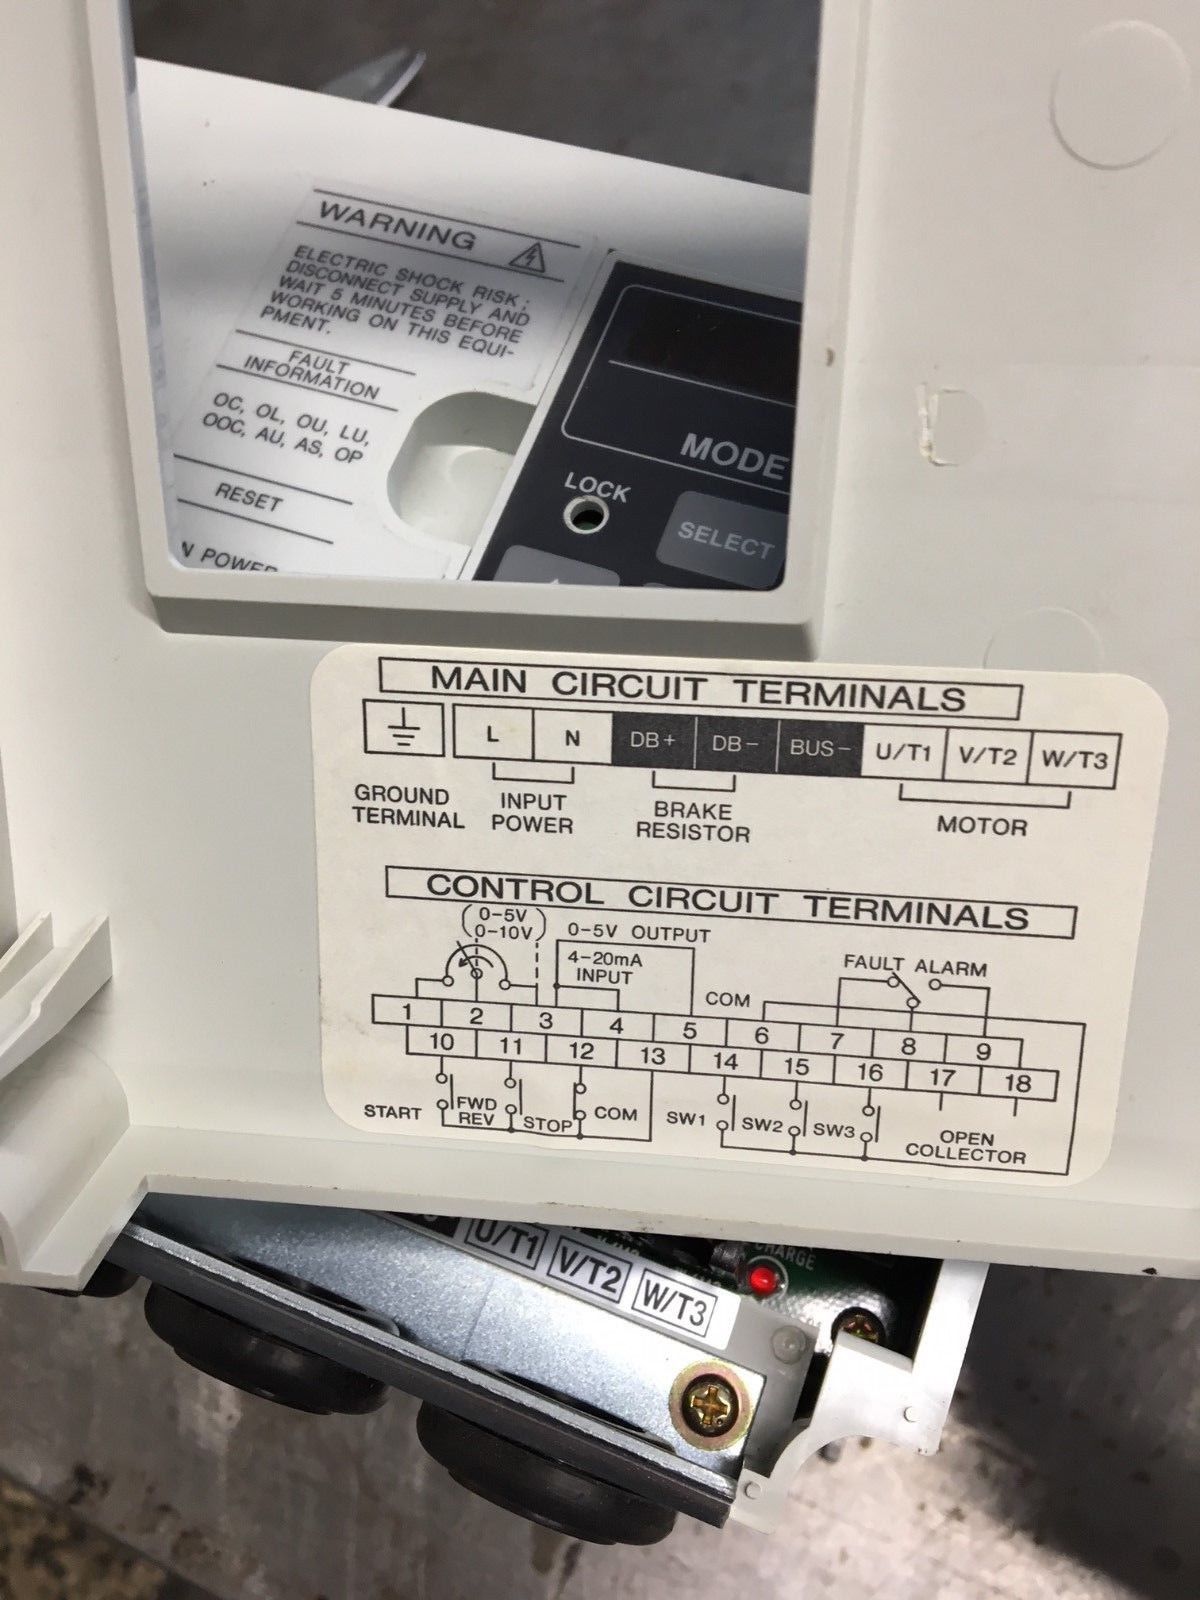 WARNING
ELECTRIC SHOCK RISK;
DISCONNECT SUPPLY AND
WAIT 5 MINUTES BEFORE
WORKING ON THIS EQUI-
PMENT.
FAULT
INFORMATION
OC, OL, OU, LU,
OOC, AU, AS, OP
RESET
POWER
MODE
LOCK
SELECT
MAIN CIRCUIT TERMINALS
L N DB+ DB- BUS- U/T1 V/T2 W/T3
GROUND
TERMINAL
INPUT
POWER
BRAKE
RESISTOR
MOTOR
CONTROL CIRCUIT TERMINALS
(0-5V
0-10V)
0-5V OUTPUT
4-20mA
INPUT
COM
FAULT ALARM
1 2 3 4 5 6 7 8 9
10 11 12 13 14 15 16 17 18
START
FWD
REV
STOP
COM
SW1
SW2
SW3
OPEN
COLLECTOR
U/T1 V/T2 W/T3
CHARGE